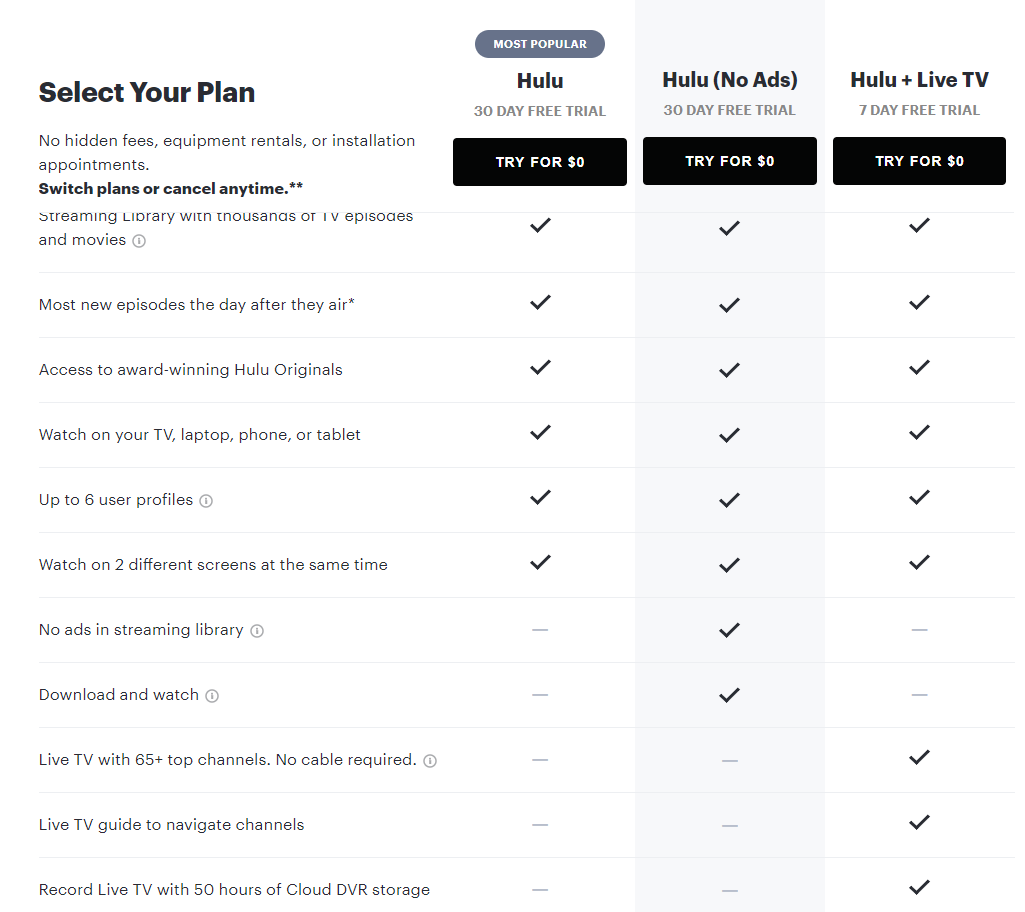 MOST POPULAR
Select Your Plan
Hulu
Hulu (No Ads)
Hulu + Live TV
30 DAY FREE TRIAL
30 DAY FREE TRIAL
7 DAY FREE TRIAL
No hidden fees, equipment rentals, or installation
appointments.
Switch plans or cancel anytime.**
TRY FOR $0
TRY FOR $0
TRY FOR $0
Streaming Library with thousands of TV episodes
and movies
Most new episodes the day after they air*
Access to award-winning Hulu Originals
Watch on your TV, laptop, phone, or tablet
Up to 6 user profiles
Watch on 2 different screens at the same time
No ads in streaming library
Download and watch
Live TV with 65+ top channels. No cable required.
Live TV guide to navigate channels
Record Live TV with 50 hours of Cloud DVR storage